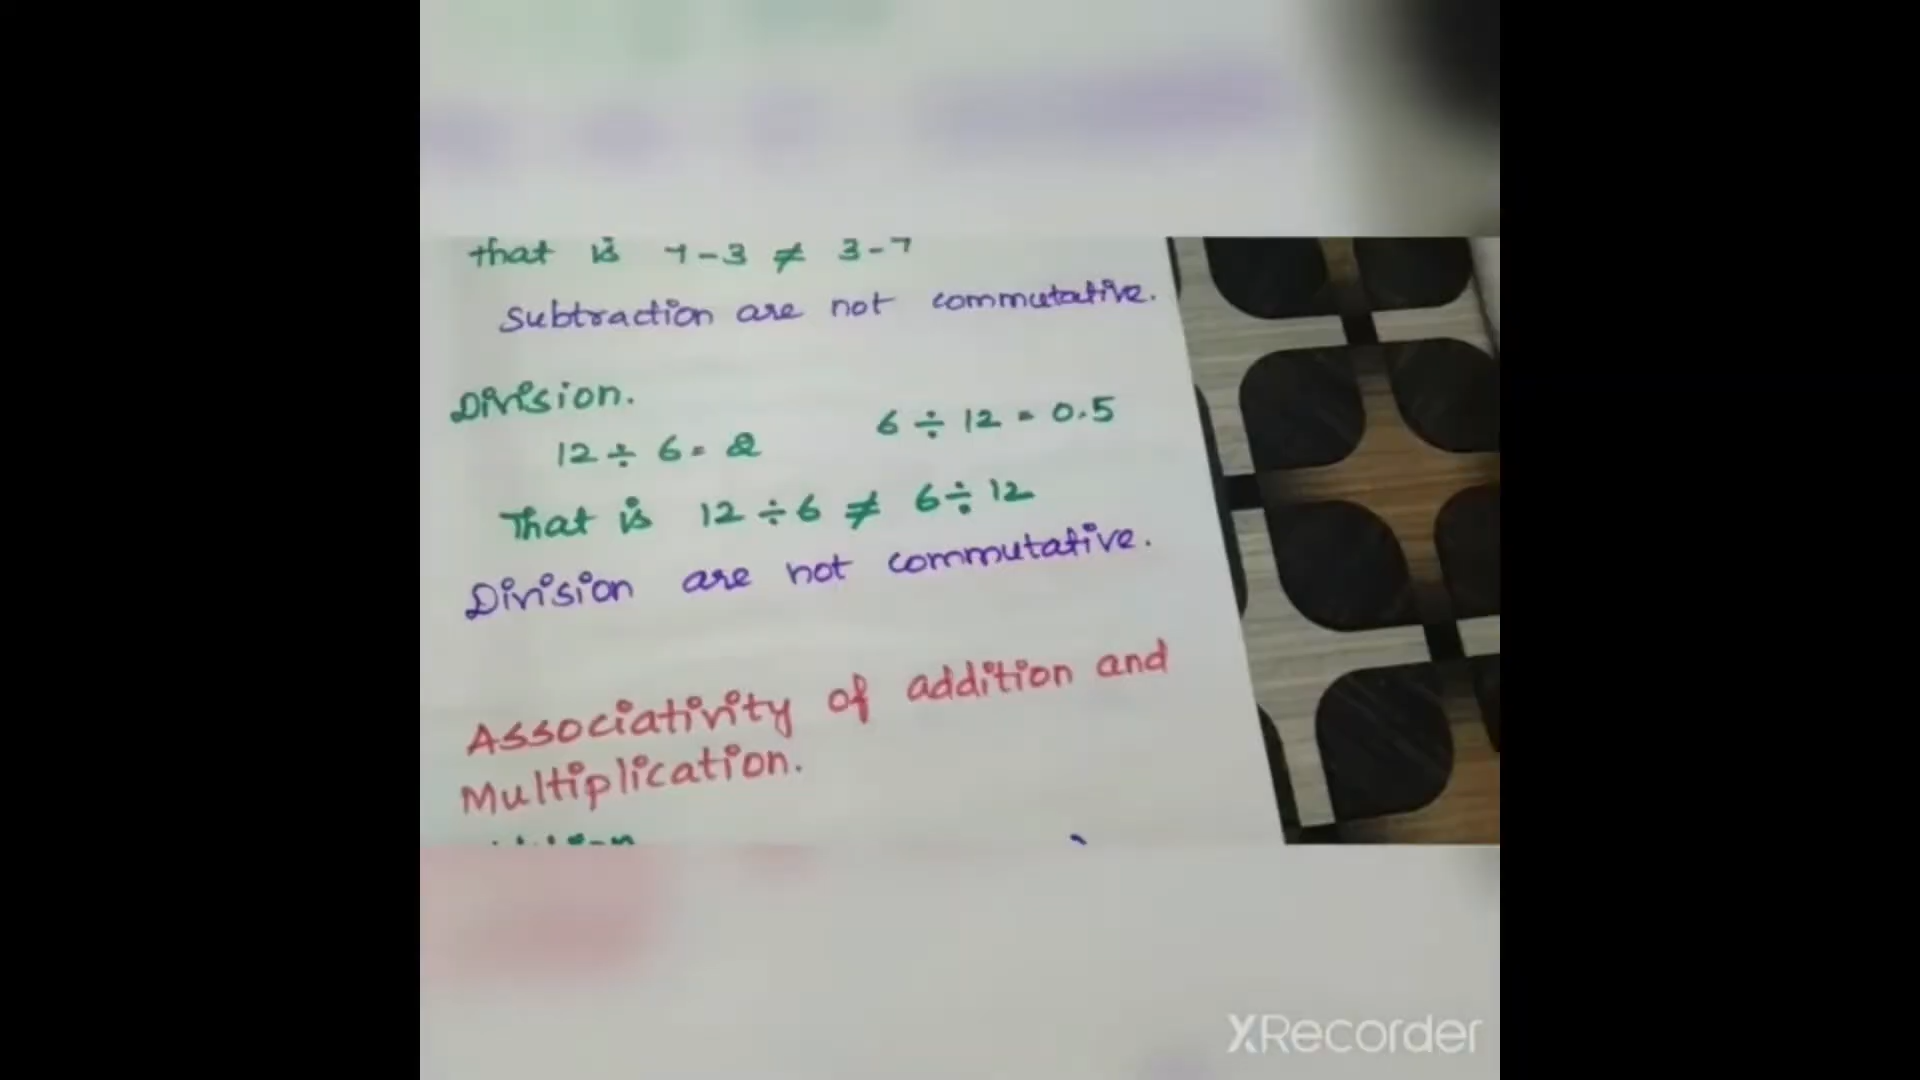 that is 7-3 ≠ 3-7
Subtraction are not commutative.
Division.
12 ÷ 6 = 2 6 ÷ 12 = 0.5
That is 12 ÷ 6 ≠ 6 ÷ 12
Division are not commutative.
Associativity of addition and
Multiplication.
XRecorder